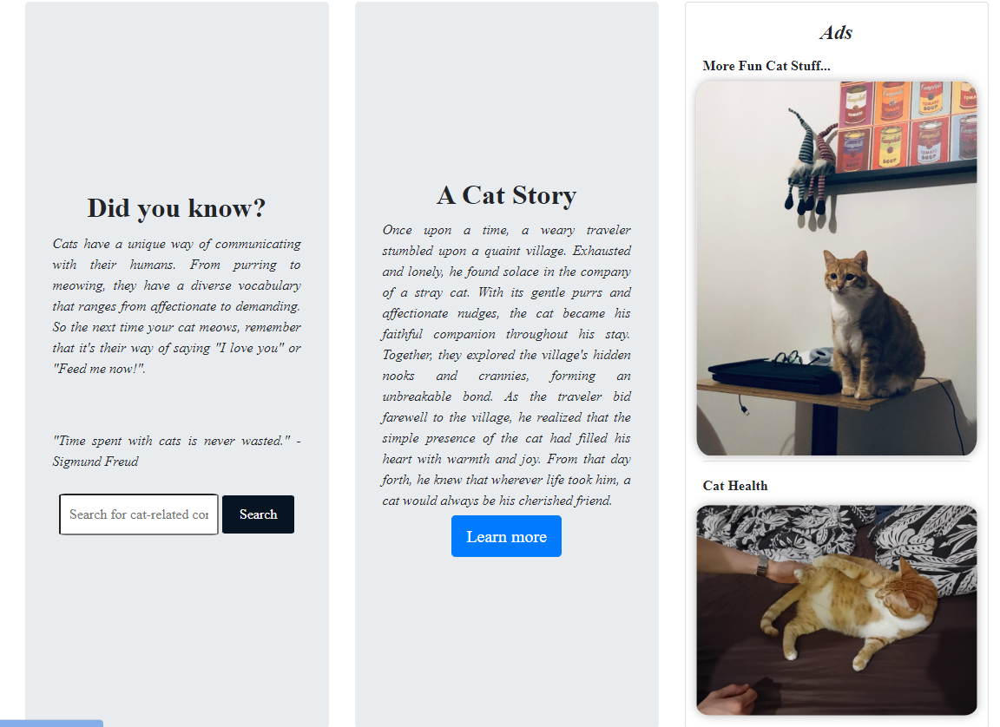 Did you know?
Cats have a unique way of communicating
with their humans. From purring to
meowing, they have a diverse vocabulary
that ranges from affectionate to demanding.
So the next time your cat meows, remember
that it's their way of saying "I love you" or
"Feed me now!".
"Time spent with cats is never wasted." -
Sigmund Freud
Search for cat-related con
Search
A Cat Story
Once upon a time, a weary traveler
stumbled upon a quaint village. Exhausted
and lonely, he found solace in the company
of a stray cat. With its gentle purrs and
affectionate nudges, the cat became his
faithful companion throughout his stay.
Together, they explored the village's hidden
nooks and crannies, forming an
unbreakable bond. As the traveler bid
farewell to the village, he realized that the
simple presence of the cat had filled his
heart with warmth and joy. From that day
forth, he knew that wherever life took him, a
cat would always be his cherished friend.
Learn more
Ads
More Fun Cat Stuff...
Campbell's
TOMATO
SOUP
Cat Health